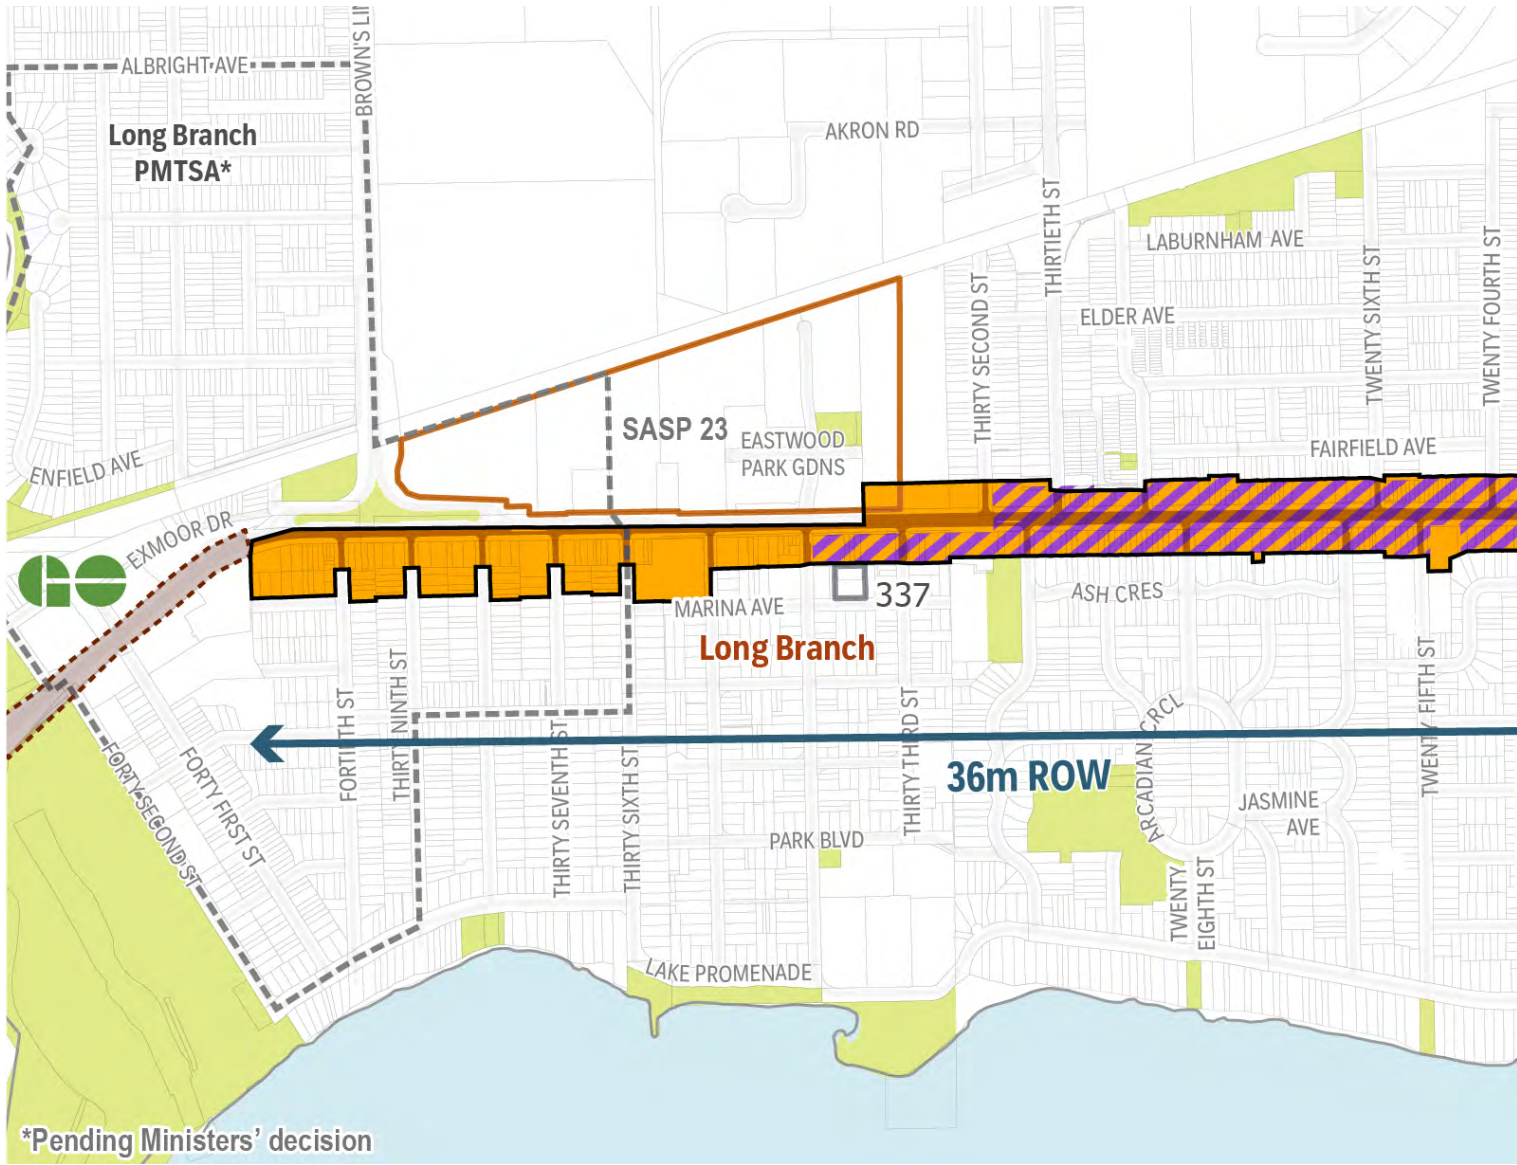 ALBRIGHT AVE
BROWN'S LI
Long Branch
PMTSA*
AKRON RD
THIRTIETH ST
LABURNHAM AVE
TWENTY SIXTH ST
TWENTY FOURTH ST
THIRTY SECOND ST
ELDER AVE
SASP 23
EASTWOOD
PARK GDNS
FAIRFIELD AVE
ENFIELD AVE
EXMOOR DR
GO
337
MARINA AVE
ASH CRES
Long Branch
FORTIETH ST
THIRTY NINTH ST
THIRTY SEVENTH ST
THIRTY SIXTH ST
THIRTY THIRD ST
ARCADIAN CRCL
TWENTY FIFTH ST
FORTY SECOND ST
FORTY FIRST ST
36m ROW
JASMINE
AVE
PARK BLVD
TWENTY
EIGHTH ST
LAKE PROMENADE
*Pending Ministers' decision